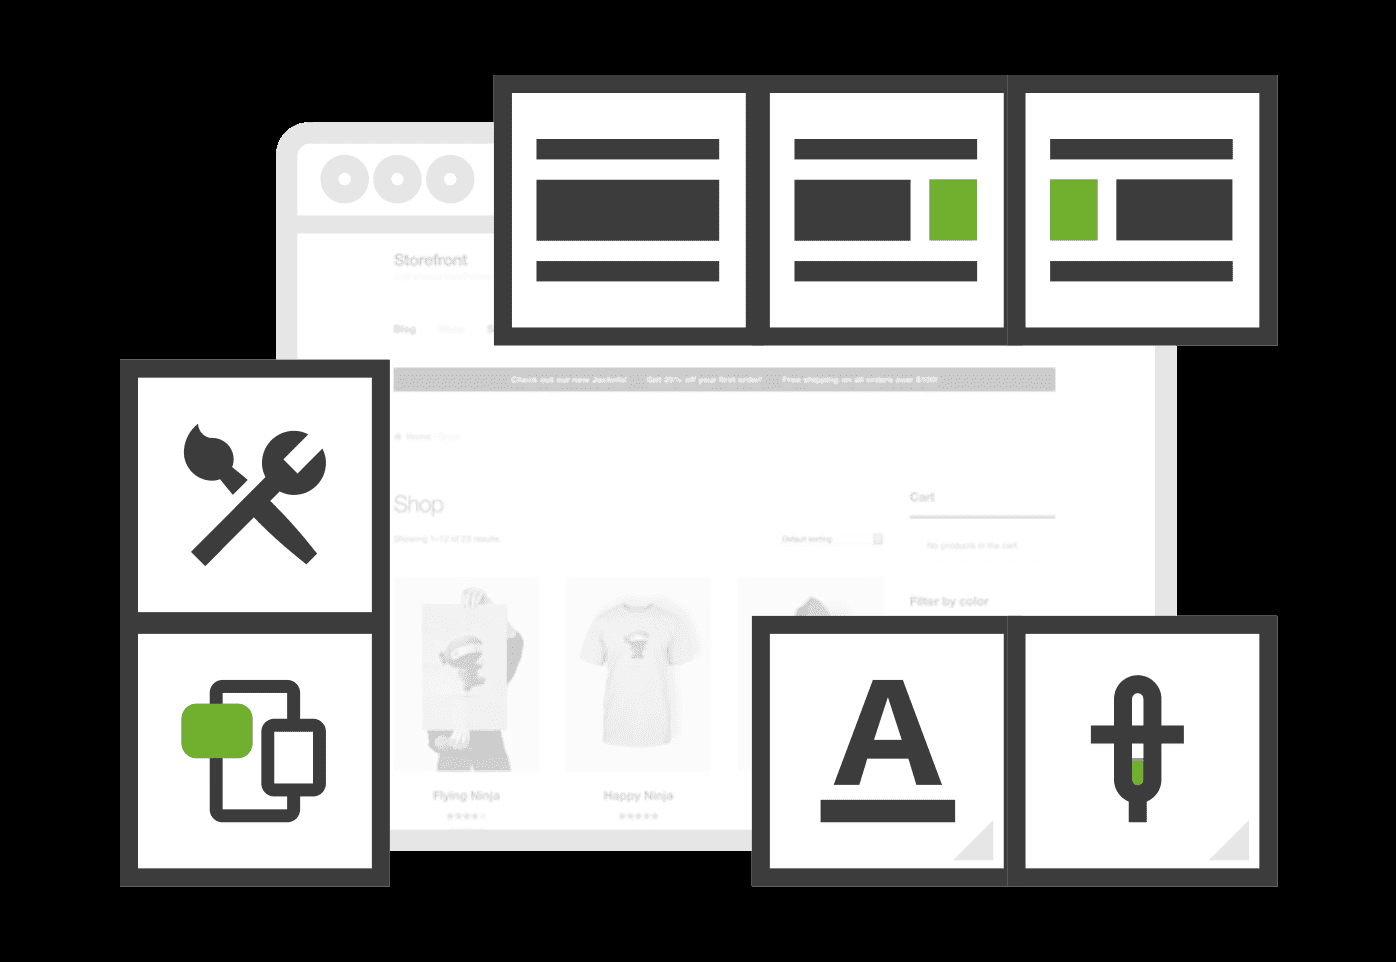 Storefront
Blog
Check out our new Jackets! Get 20% off your first order! Free shipping on all orders over $100!
Home
Shop
Cart
Showing 1–12 of 23 results
Default sorting
No products in the cart.
Filter by color
Flying Ninja
Happy Ninja
A